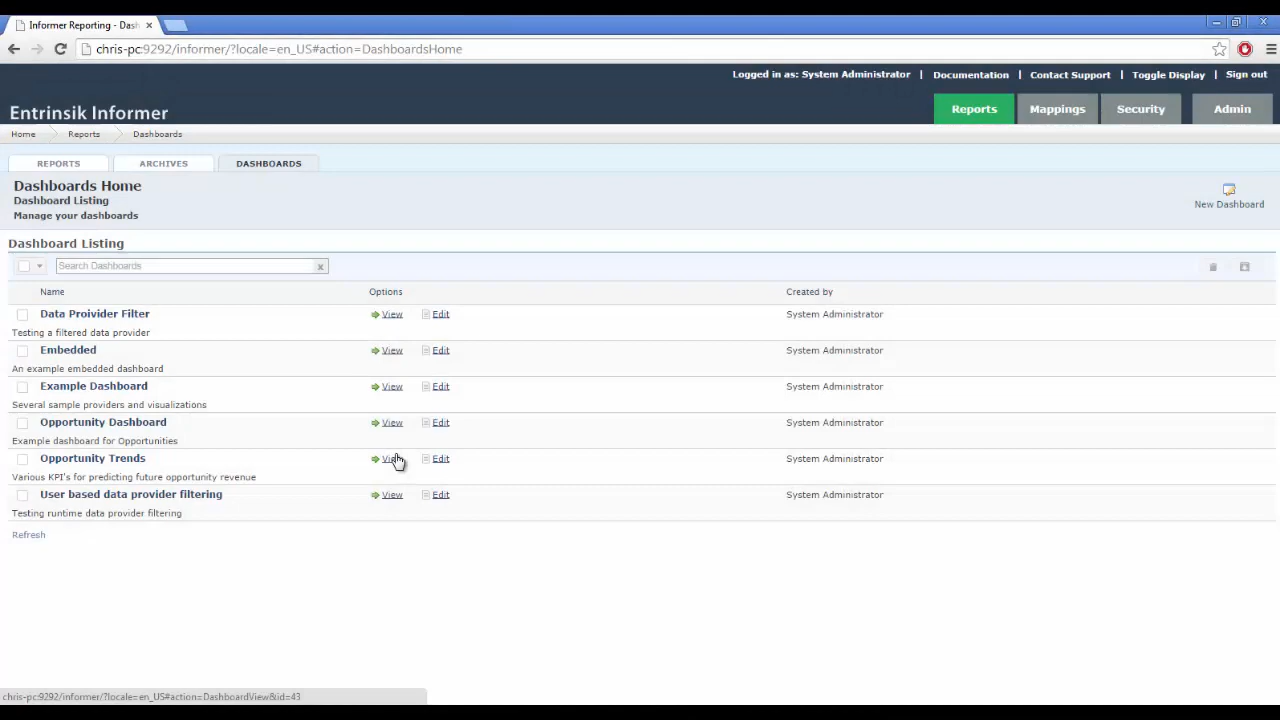 Informer Reporting - Dash
chris-pc:9292/informer/?locale=en_US#action=DashboardsHome
Logged in as: System Administrator | Documentation | Contact Support | Toggle Display | Sign out
Entrinsik Informer
Reports Mappings Security Admin
Home Reports Dashboards
REPORTS ARCHIVES DASHBOARDS
Dashboards Home
Dashboard Listing
Manage your dashboards
New Dashboard
Dashboard Listing
Search Dashboards x
Name Options Created by
Data Proivider Filter View Edit System Administrator
Testing a filtered data provider
Embedded View Edit System Administrator
An example embedded dashboard
Example Dashboard View Edit System Administrator
Several sample providers and visualizations
Opportunity Dashboard View Edit System Administrator
Example dashboard for Opportunities
Opportunity Trends View Edit System Administrator
Various KPI's for predicting future opportunity revenue
User based data provider filtering View Edit System Administrator
Testing runtime data provider filtering
Refresh
chris-pc:9292/informer/?locale=en_US#action=DashboardView&id=43